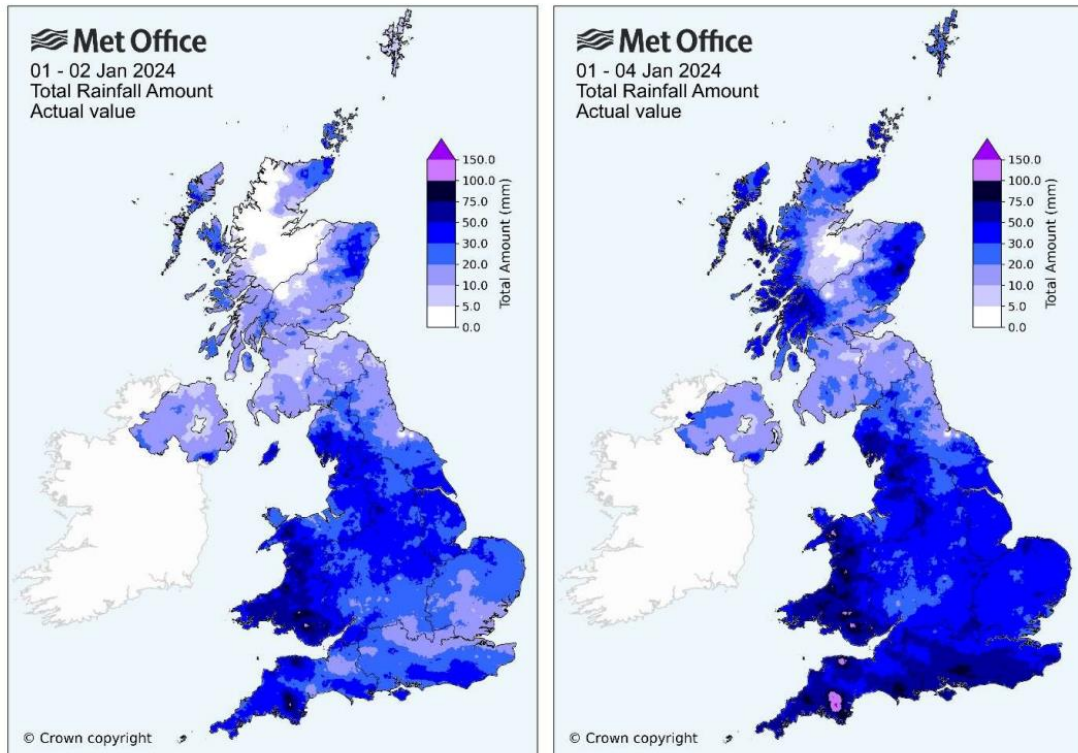 Met Office
01 - 02 Jan 2024
Total Rainfall Amount
Actual value
150.0
100.0
75.0
50.0
30.0
20.0
10.0
5.0
0.0
Total Amount (mm)
© Crown copyright
Met Office
01 - 04 Jan 2024
Total Rainfall Amount
Actual value
150.0
100.0
75.0
50.0
30.0
20.0
10.0
5.0
0.0
Total Amount (mm)
© Crown copyright